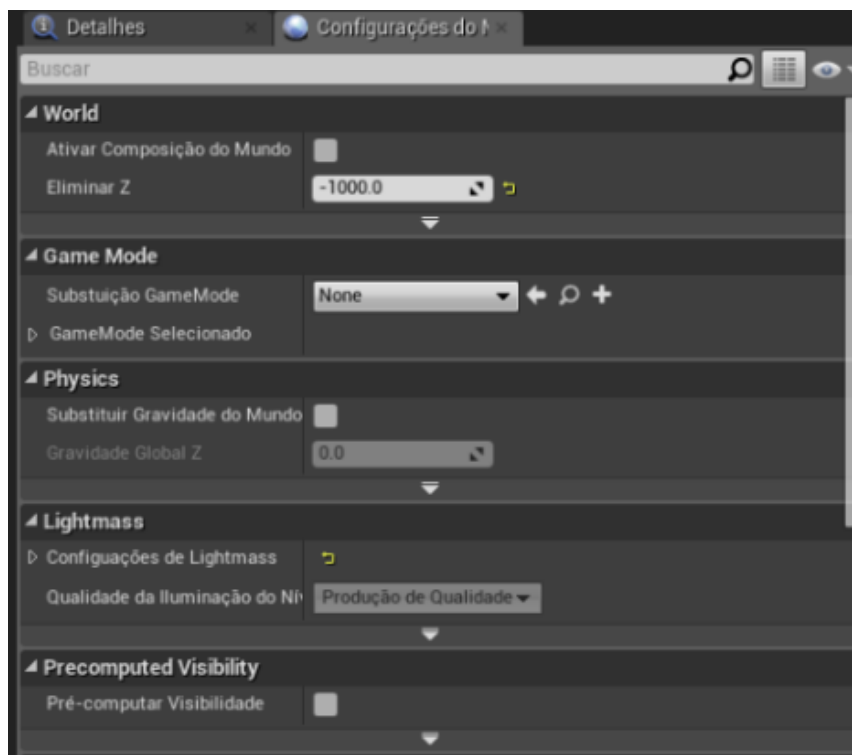 Detalhes
Configurações do
Buscar
World
Ativar Composição do Mundo
Eliminar Z -1000.0
Game Mode
Substuição GameMode None
GameMode Selecionado
Physics
Substituir Gravidade do Mundo
Gravidade Global Z 0.0
Lightmass
Configuações de Lightmass
Qualidade da Iluminação do Ní Produção de Qualidade
Precomputed Visibility
Pré-computar Visibilidade